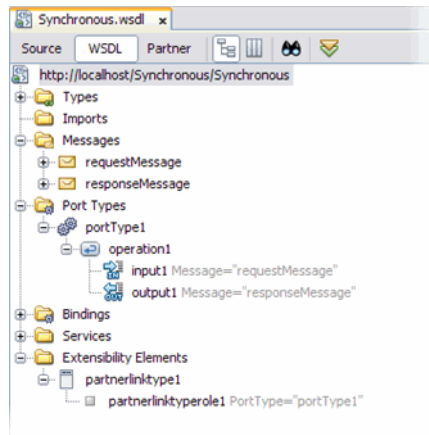 Synchronous.wsdl x
Source WSDL Partner
http://localhost/Synchronous/Synchronous
Types
Imports
Messages
requestMessage
responseMessage
Port Types
portType1
operation1
input1 Message="requestMessage"
output1 Message="responseMessage"
Bindings
Services
Extensibility Elements
partnerlinktype1
partnerlinktyperole1 PortType="portType1"